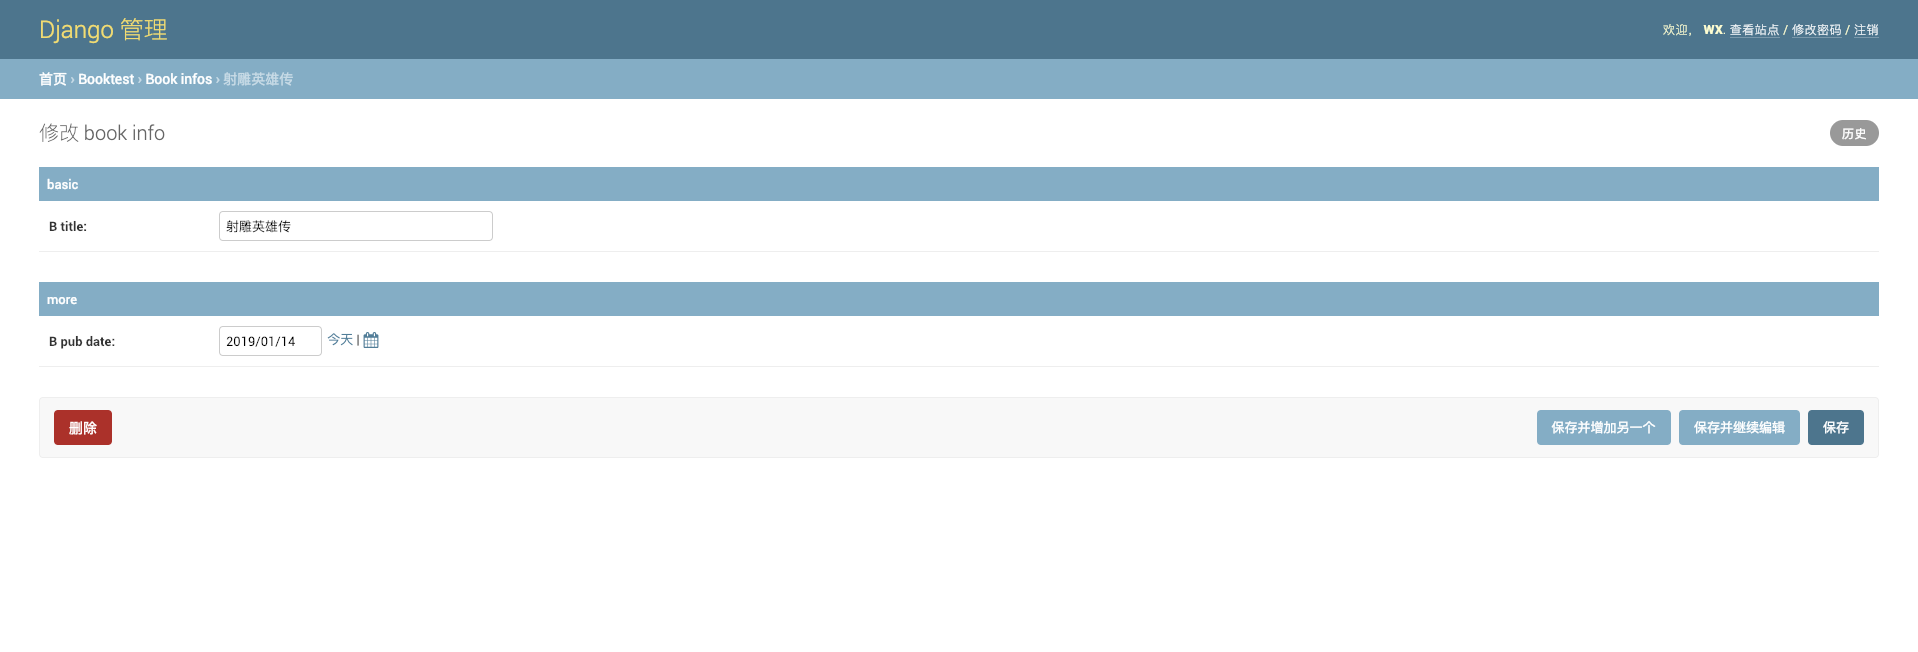 Django 管理
欢迎， WX. 查看站点 / 修改密码 / 注销
首页 › Booktest › Book infos › 射雕英雄传
修改 book info
历史
basic
B title: 射雕英雄传
more
B pub date: 2019/01/14 今天 |
删除 保存并增加另一个 保存并继续编辑 保存